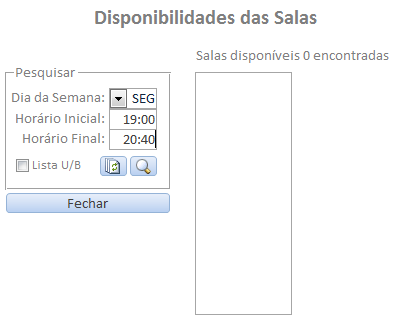 Disponibilidades das Salas
Salas disponíveis 0 encontradas
Pesquisar
Dia da Semana: SEG
Horário Inicial: 19:00
Horário Final: 20:40
Lista U/B
Fechar